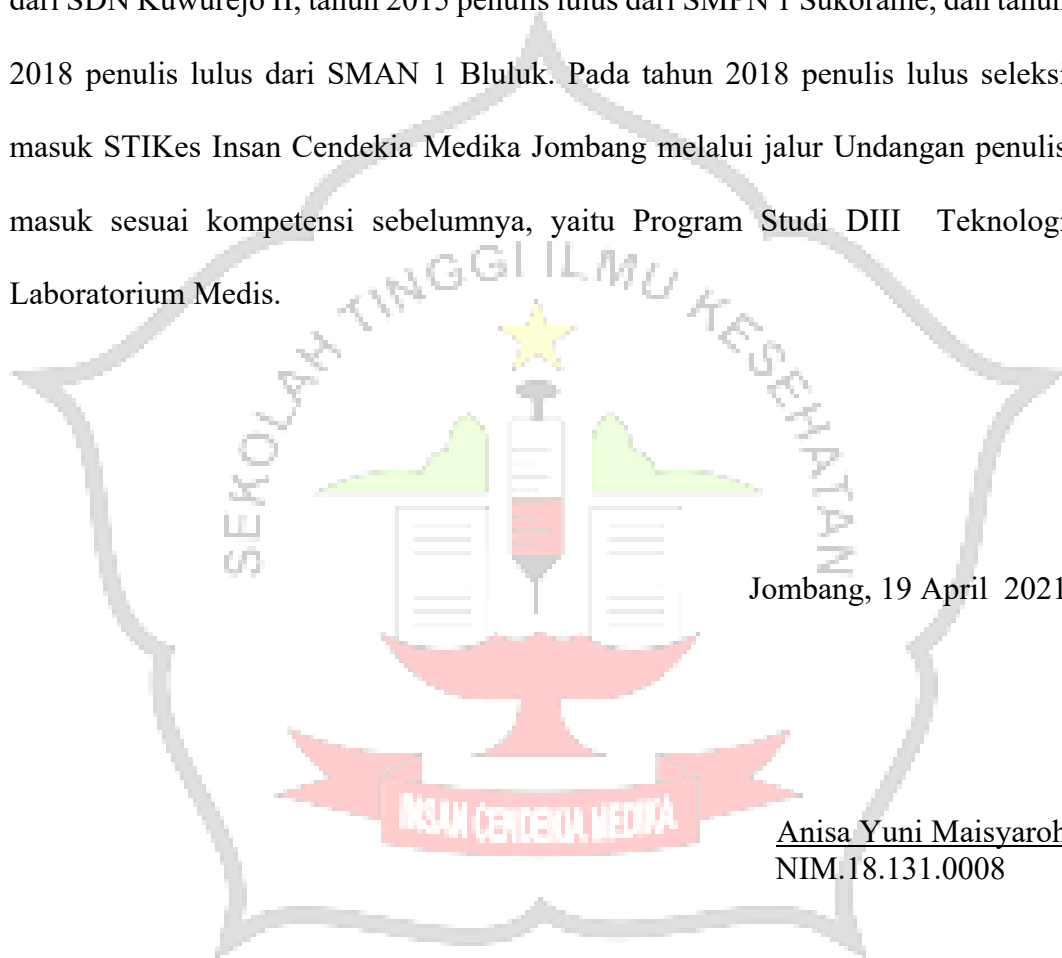 dari SDN Kuwurejo II, tahun 2015 penulis lulus dari SMPN 1 Sukorame, dan tahun
2018 penulis lulus dari SMAN 1 Bluluk. Pada tahun 2018 penulis lulus seleksi
masuk STIKes Insan Cendekia Medika Jombang melalui jalur Undangan penulis
masuk sesuai kompetensi sebelumnya, yaitu Program Studi DIII Teknologi
Laboratorium Medis.
SEKOLAH TINGGI ILMU KESEHATAN
Jombang, 19 April 2021
INSAN CENDEKIA MEDIKA
Anisa Yuni Maisyaroh
NIM.18.131.0008